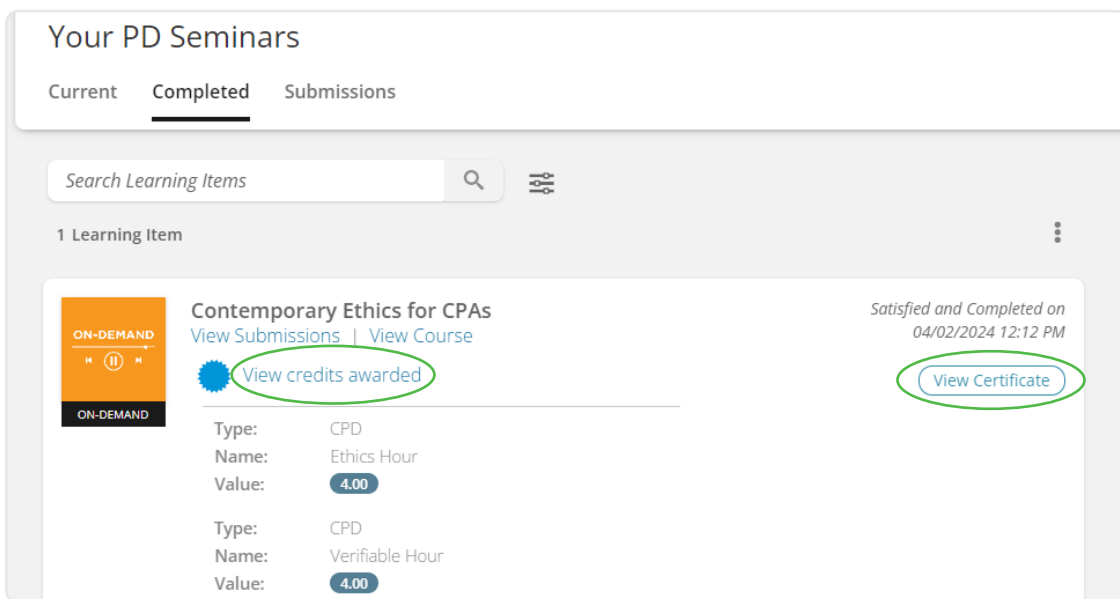 Your PD Seminars
Current Completed Submissions
Search Learning Items
1 Learning Item
ON-DEMAND
ON-DEMAND
Contemporary Ethics for CPAs
View Submissions | View Course
View credits awarded
Type: CPD
Name: Ethics Hour
Value: 4.00
Type: CPD
Name: Verifiable Hour
Value: 4.00
Satisfied and Completed on
04/02/2024 12:12 PM
View Certificate